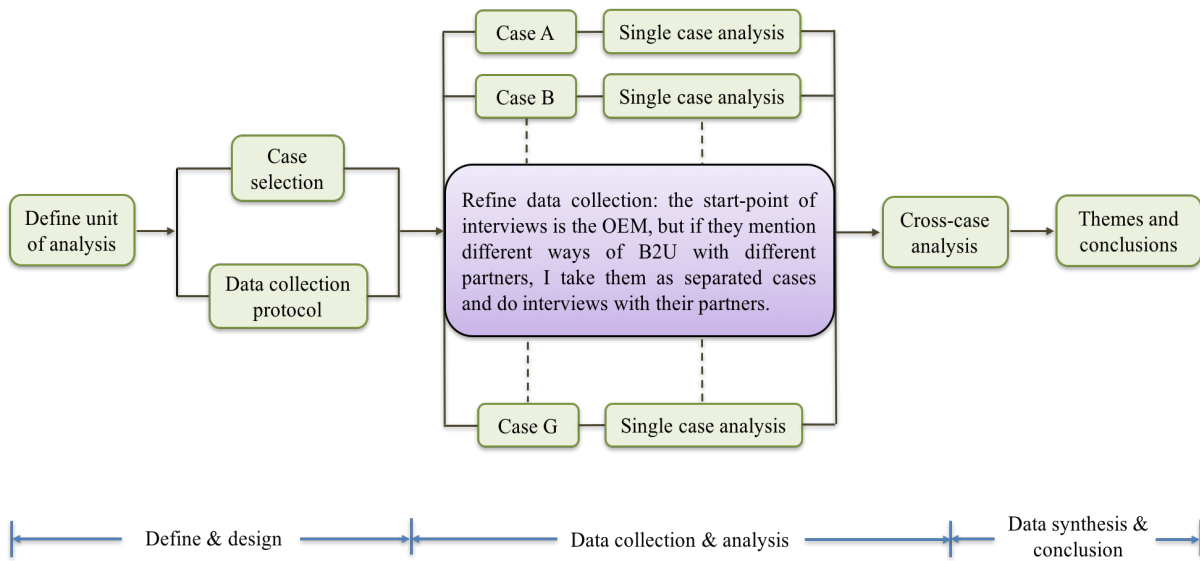 Case A
Single case analysis
Case B
Single case analysis
Case
selection
Define unit
of analysis
Data collection
protocol
Refine data collection: the start-point of
interviews is the OEM, but if they mention
different ways of B2U with different
partners, I take them as separated cases
and do interviews with their partners.
Cross-case
analysis
Themes and
conclusions
Case G
Single case analysis
Define & design
Data collection & analysis
Data synthesis &
conclusion